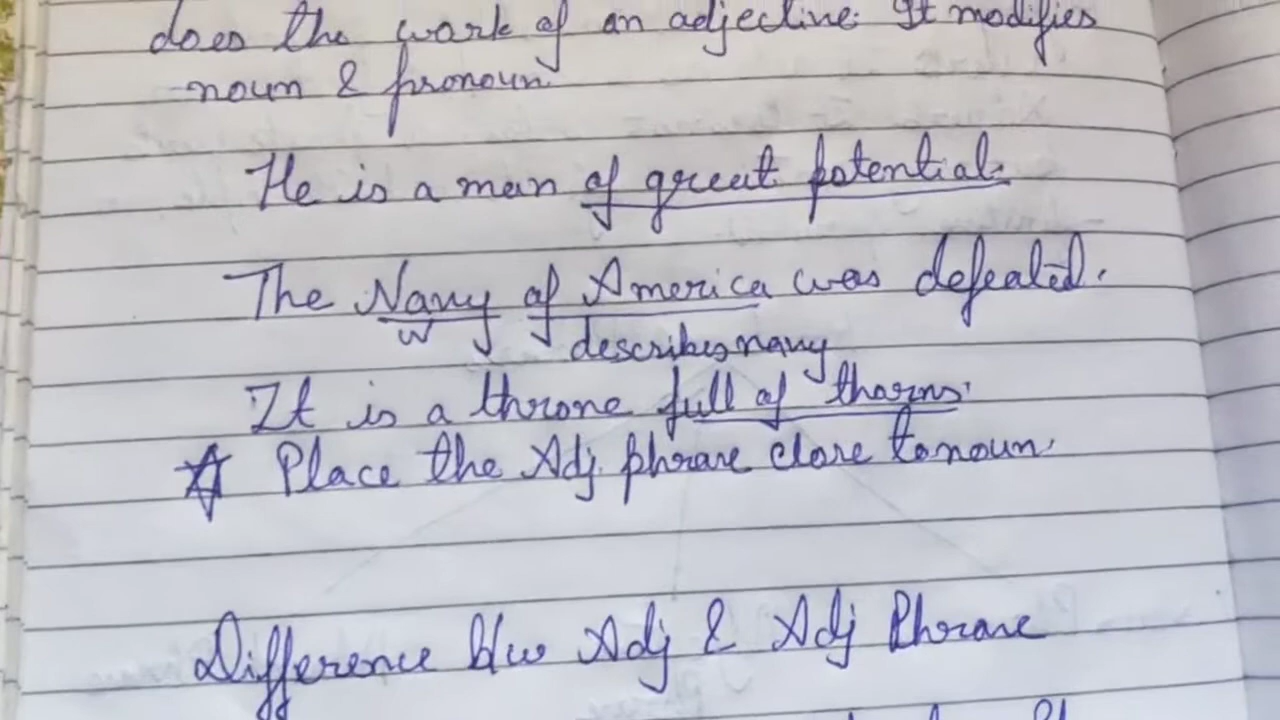 does the work of an adjective. It modifies
noun & pronoun.
He is a man of great potential.
The Navy of America was defeated.
describes navy
It is a throne full of thorns.
☆ Place the Adj. phrase close to noun.
Difference b/w Adj & Adj Phrase